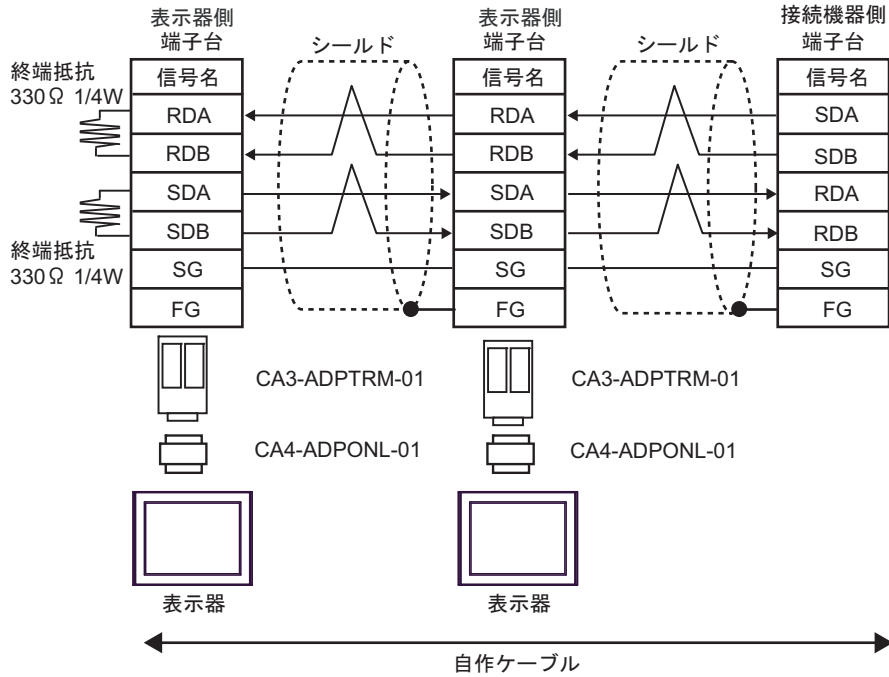 表示器側
端子台
シールド
表示器側
端子台
シールド
接続機器側
端子台
終端抵抗
330Ω 1/4W
終端抵抗
330Ω 1/4W
信号名
RDA
RDB
SDA
SDB
SG
FG
信号名
RDA
RDB
SDA
SDB
SG
FG
信号名
SDA
SDB
RDA
RDB
SG
FG
CA3-ADPTRM-01
CA3-ADPTRM-01
CA4-ADPONL-01
CA4-ADPONL-01
表示器
表示器
自作ケーブル